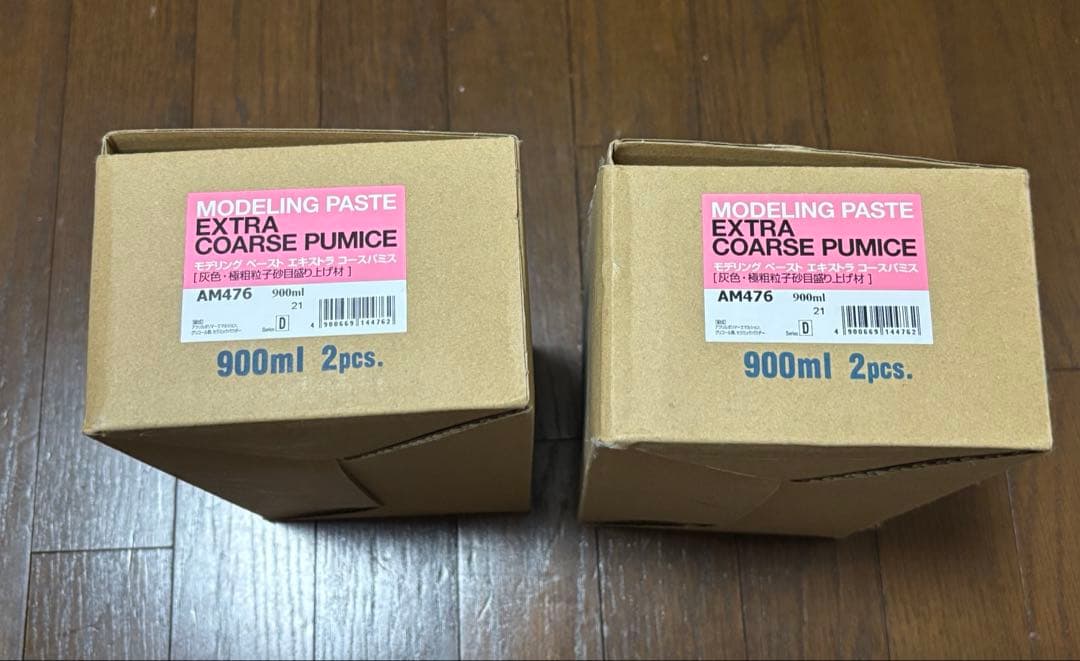 MODELING PASTE
EXTRA
COARSE PUMICE
モデリング ペースト エキストラ コースパミス
[ 灰色・極粗粒子砂目盛り上げ材 ]
AM476 900ml
21
Series D
4 900669 144762
900ml 2pcs.
MODELING PASTE
EXTRA
COARSE PUMICE
モデリング ペースト エキストラ コースパミス
[ 灰色・極粗粒子砂目盛り上げ材 ]
AM476 900ml
21
Series D
4 900669 144762
900ml 2pcs.